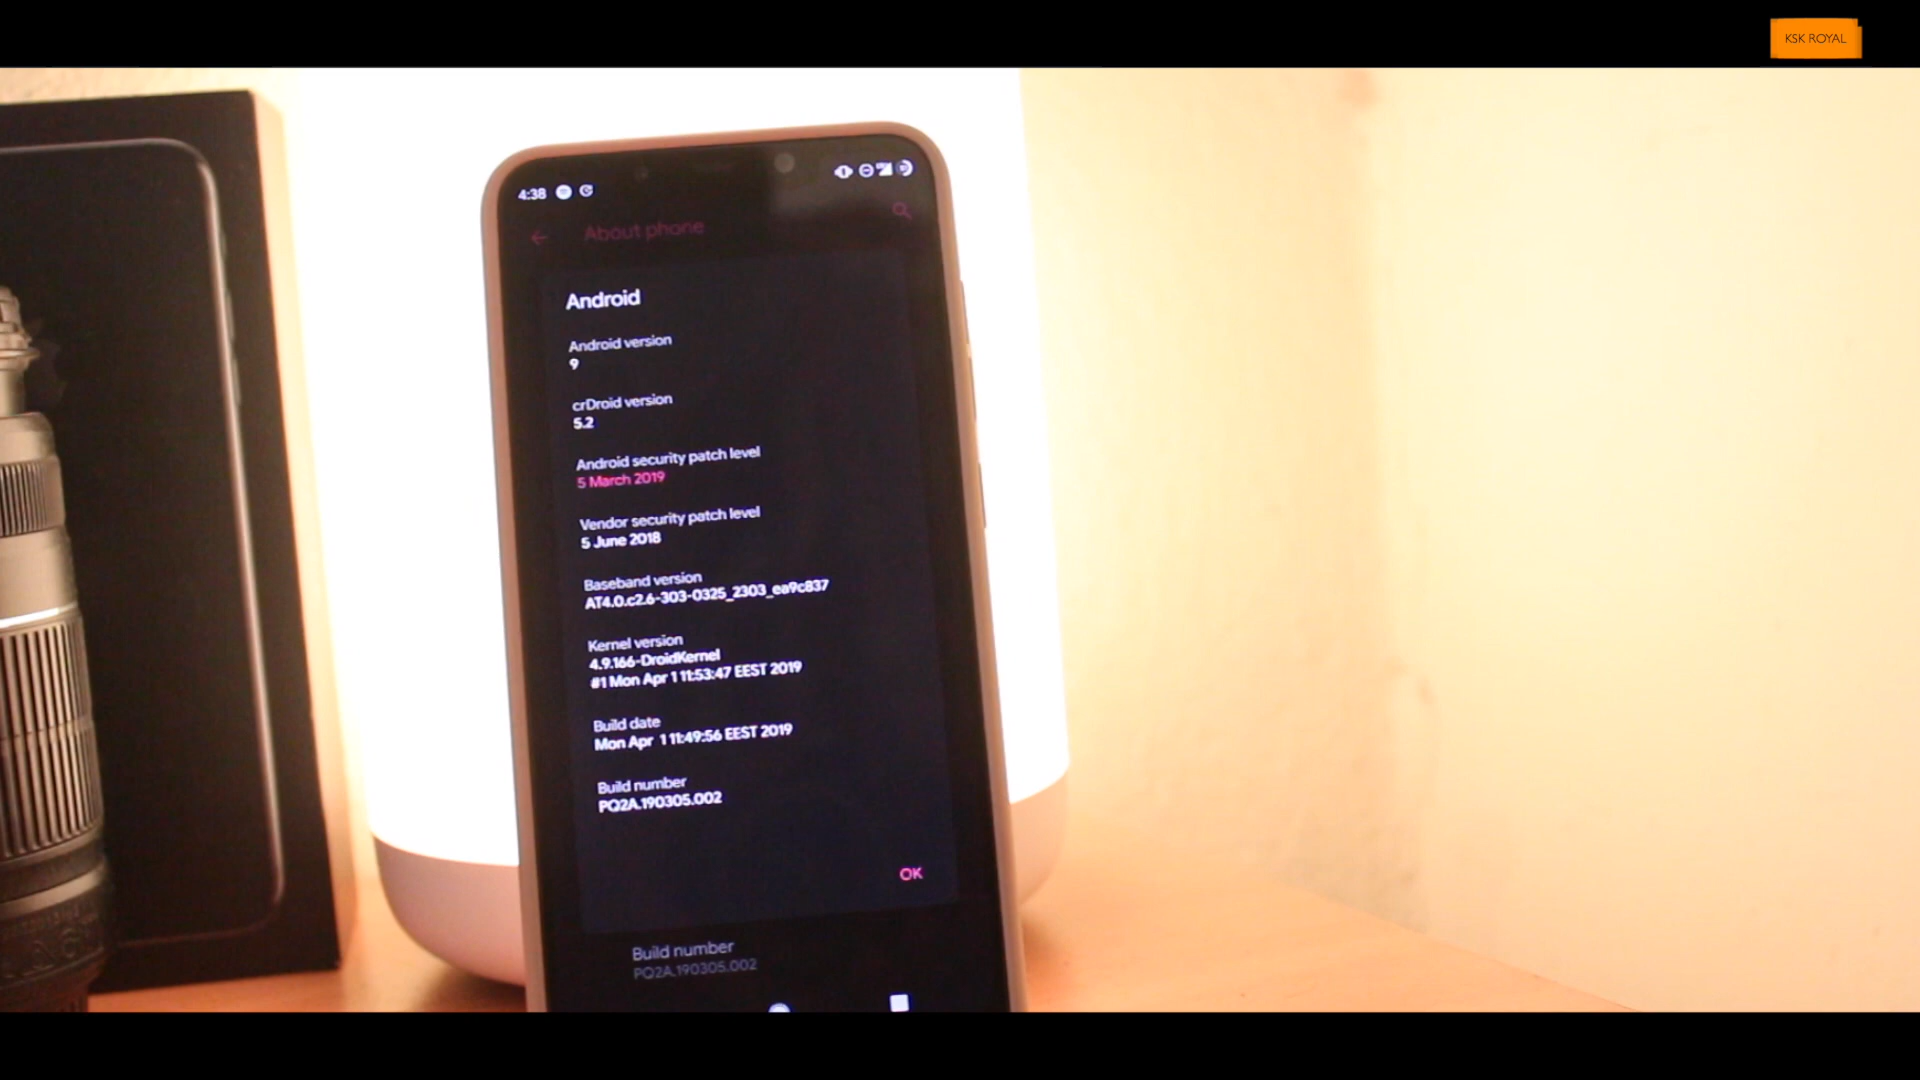 KSK ROYAL
4:38
About phone
Android
Android version
9
crDroid version
5.2
Android security patch level
5 March 2019
Vendor security patch level
5 June 2018
Baseband version
AT4.0.c2.6-303-0325_2303_ea9c837
Kernel version
4.9.166-DroidKernel
#1 Mon Apr 1 11:53:47 EEST 2019
Build date
Mon Apr  1 11:49:56 EEST 2019
Build number
PQ2A.190305.002
OK
Build number
PQ2A.190305.002